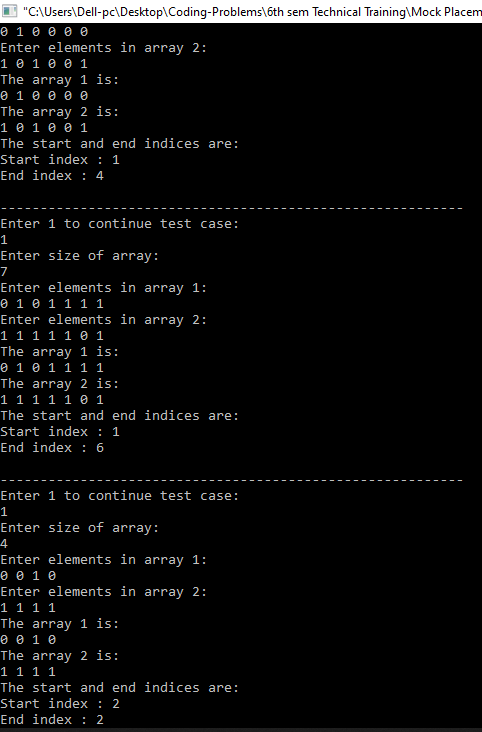 "C:\Users\Dell-pc\Desktop\Coding-Problems\6th sem Technical Training\Mock Placem
0 1 0 0 0 0
Enter elements in array 2:
1 0 1 0 0 1
The array 1 is:
0 1 0 0 0 0
The array 2 is:
1 0 1 0 0 1
The start and end indices are:
Start index : 1
End index : 4
----------------------------------------------------------
Enter 1 to continue test case:
1
Enter size of array:
7
Enter elements in array 1:
0 1 0 1 1 1 1
Enter elements in array 2:
1 1 1 1 1 0 1
The array 1 is:
0 1 0 1 1 1 1
The array 2 is:
1 1 1 1 1 0 1
The start and end indices are:
Start index : 1
End index : 6
----------------------------------------------------------
Enter 1 to continue test case:
1
Enter size of array:
4
Enter elements in array 1:
0 0 1 0
Enter elements in array 2:
1 1 1 1
The array 1 is:
0 0 1 0
The array 2 is:
1 1 1 1
The start and end indices are:
Start index : 2
End index : 2